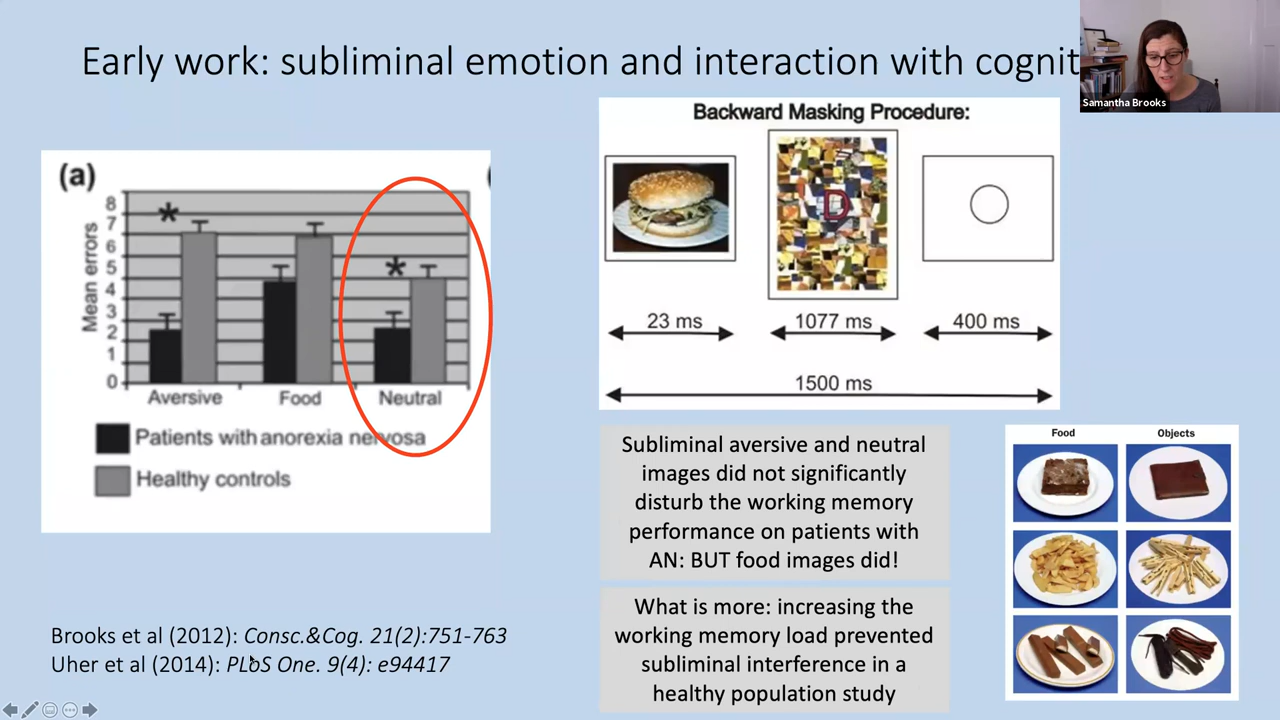 Early work: subliminal emotion and interaction with cognit
Samantha Brooks
(a)
Mean errors
8
7
6
5
4
3
2
1
0
*
*
Aversive
Food
Neutral
Patients with anorexia nervosa
Healthy controls
Brooks et al (2012): Consc.&Cog. 21(2):751-763
Uher et al (2014): PLoS One. 9(4): e94417
Backward Masking Procedure:
D
23 ms
1077 ms
400 ms
1500 ms
Subliminal aversive and neutral
images did not significantly
disturb the working memory
performance on patients with
AN: BUT food images did!
What is more: increasing the
working memory load prevented
subliminal interference in a
healthy population study
Food
Objects